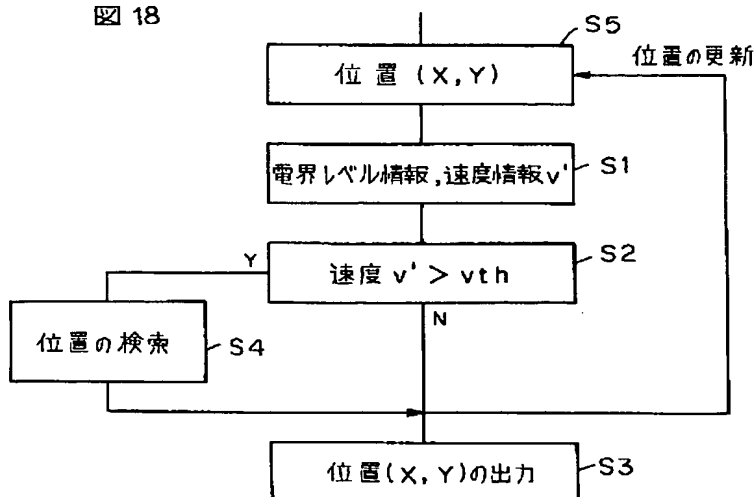 図 18
S5
位置の更新
位置 (X, Y)
S1
電界レベル情報,速度情報v'
S2
Y
速度 v' > vth
N
位置の検索
S4
位置(X, Y)の出力
S3